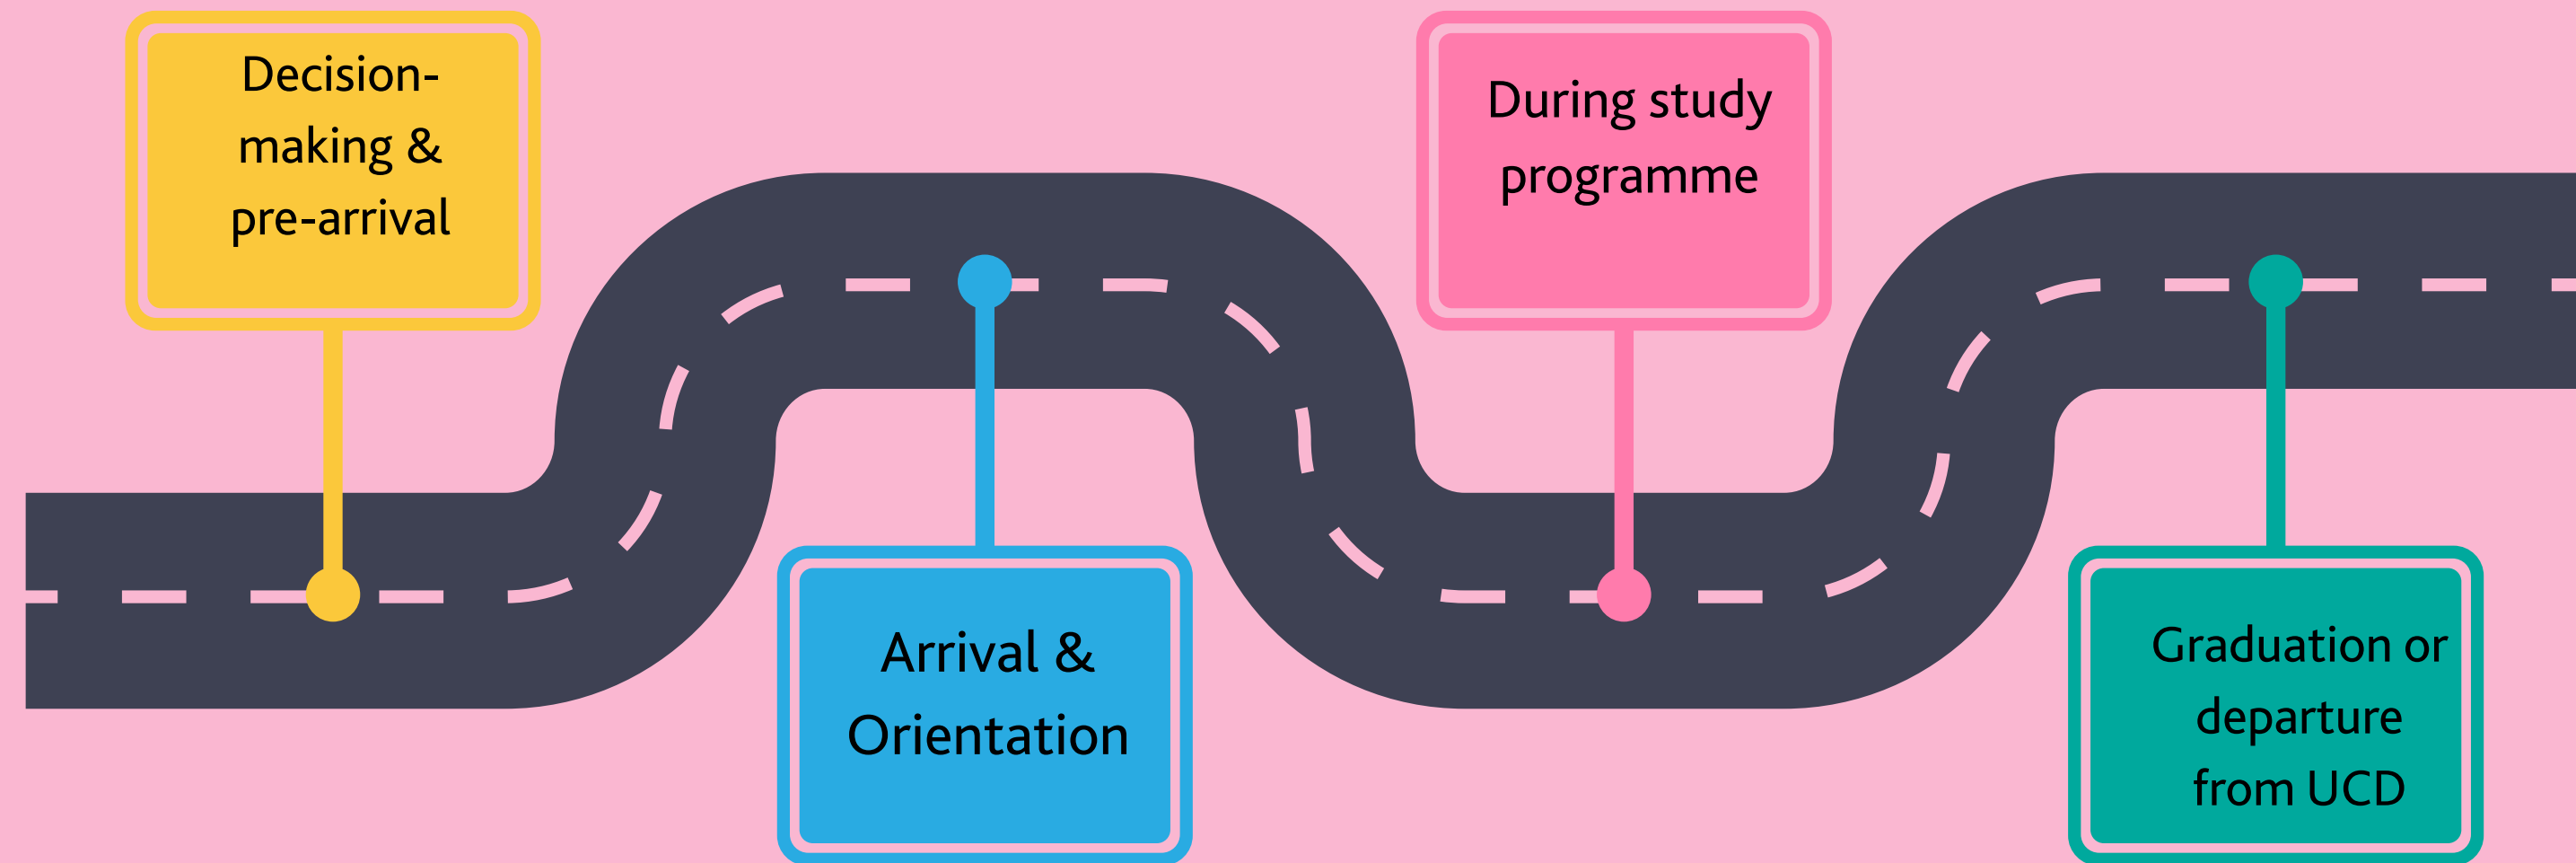 Decision-
making &
pre-arrival
Arrival &
Orientation
During study
programme
Graduation or
departure
from UCD